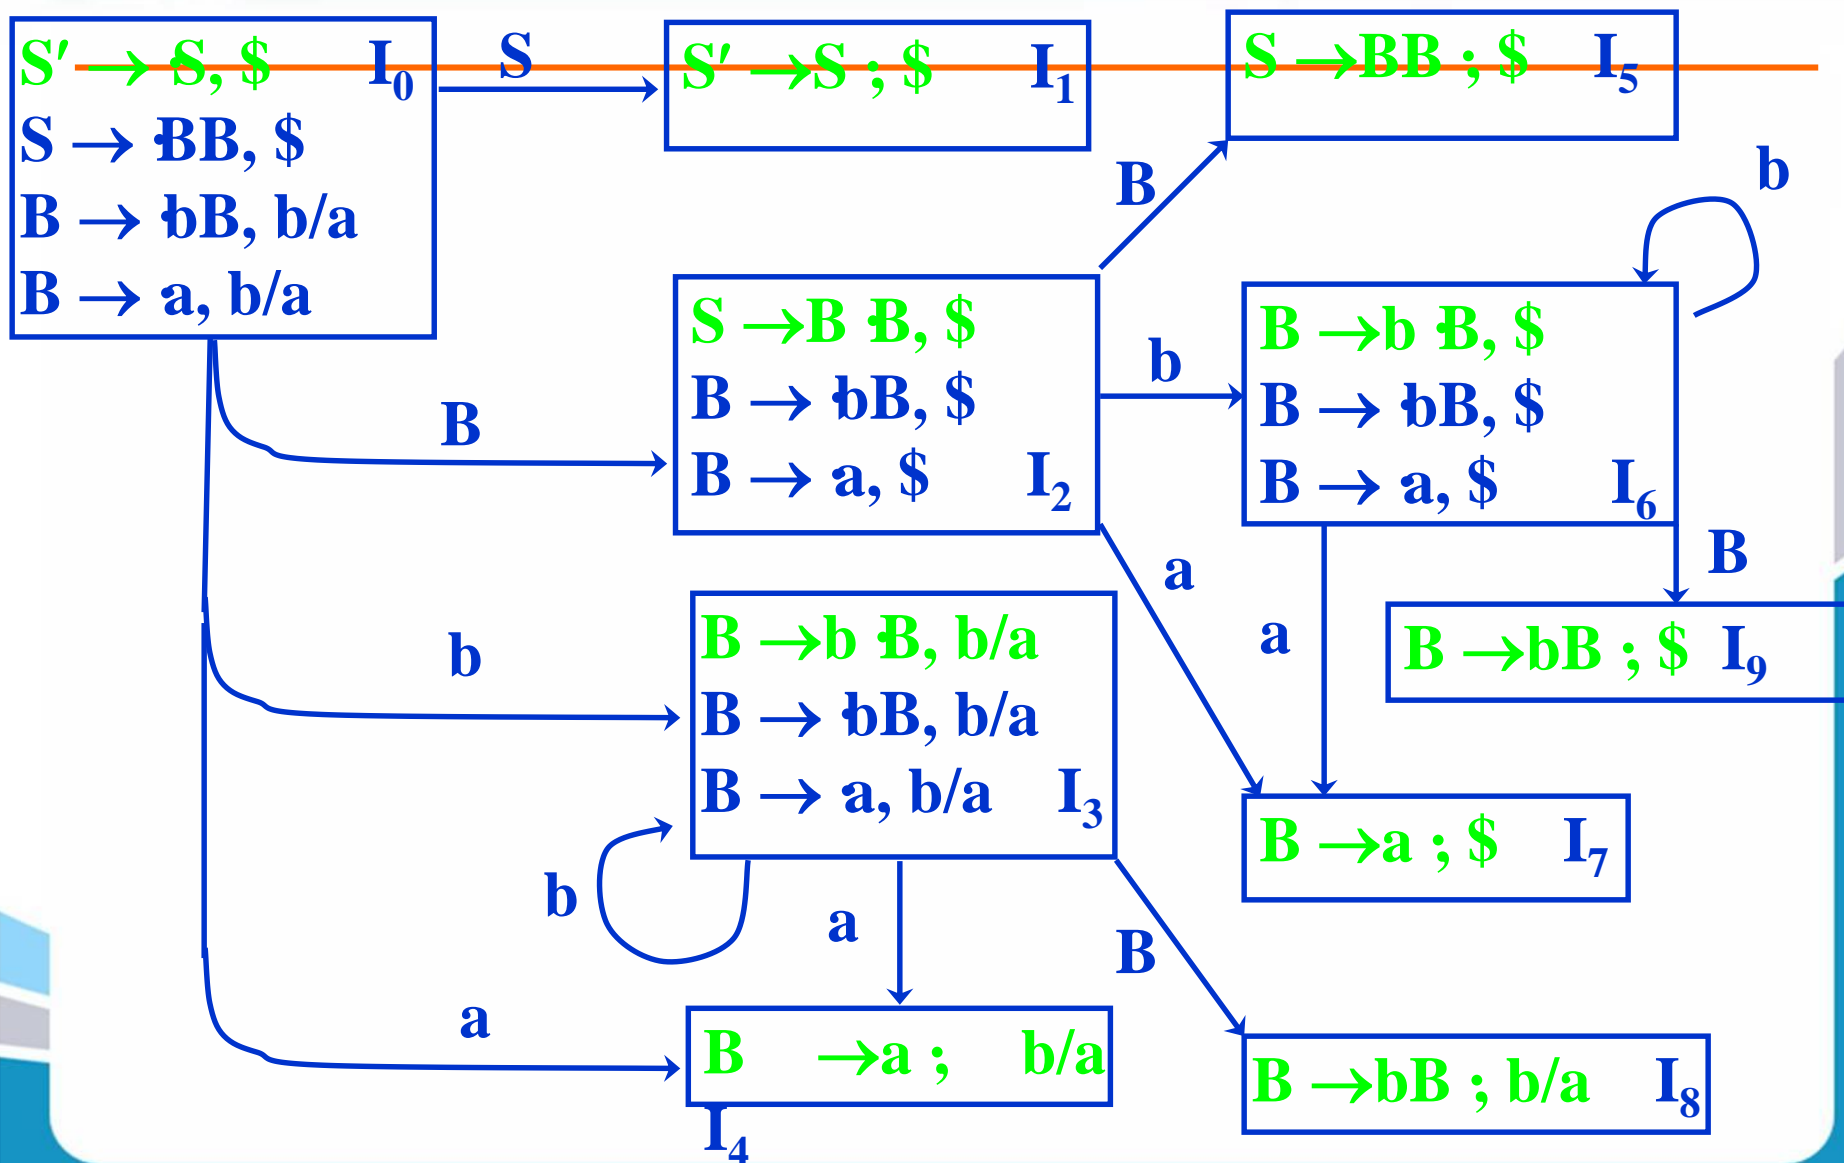 S′ → ·S, $ I0
S → ·BB, $
B → ·bB, b/a
B → ·a, b/a
S
S′ →S ·, $ I1
S →BB ·, $ I5
B
b
S →B ·B, $
B → ·bB, $
B → ·a, $ I2
B
b
B →b ·B, $
B → ·bB, $
B → ·a, $ I6
B
a
a
B →bB ·, $ I9
b
B →b ·B, b/a
B → ·bB, b/a
B → ·a, b/a I3
B →a ·, $ I7
b
a
B
a
B →a ·, b/a
I4
B →bB ·, b/a I8